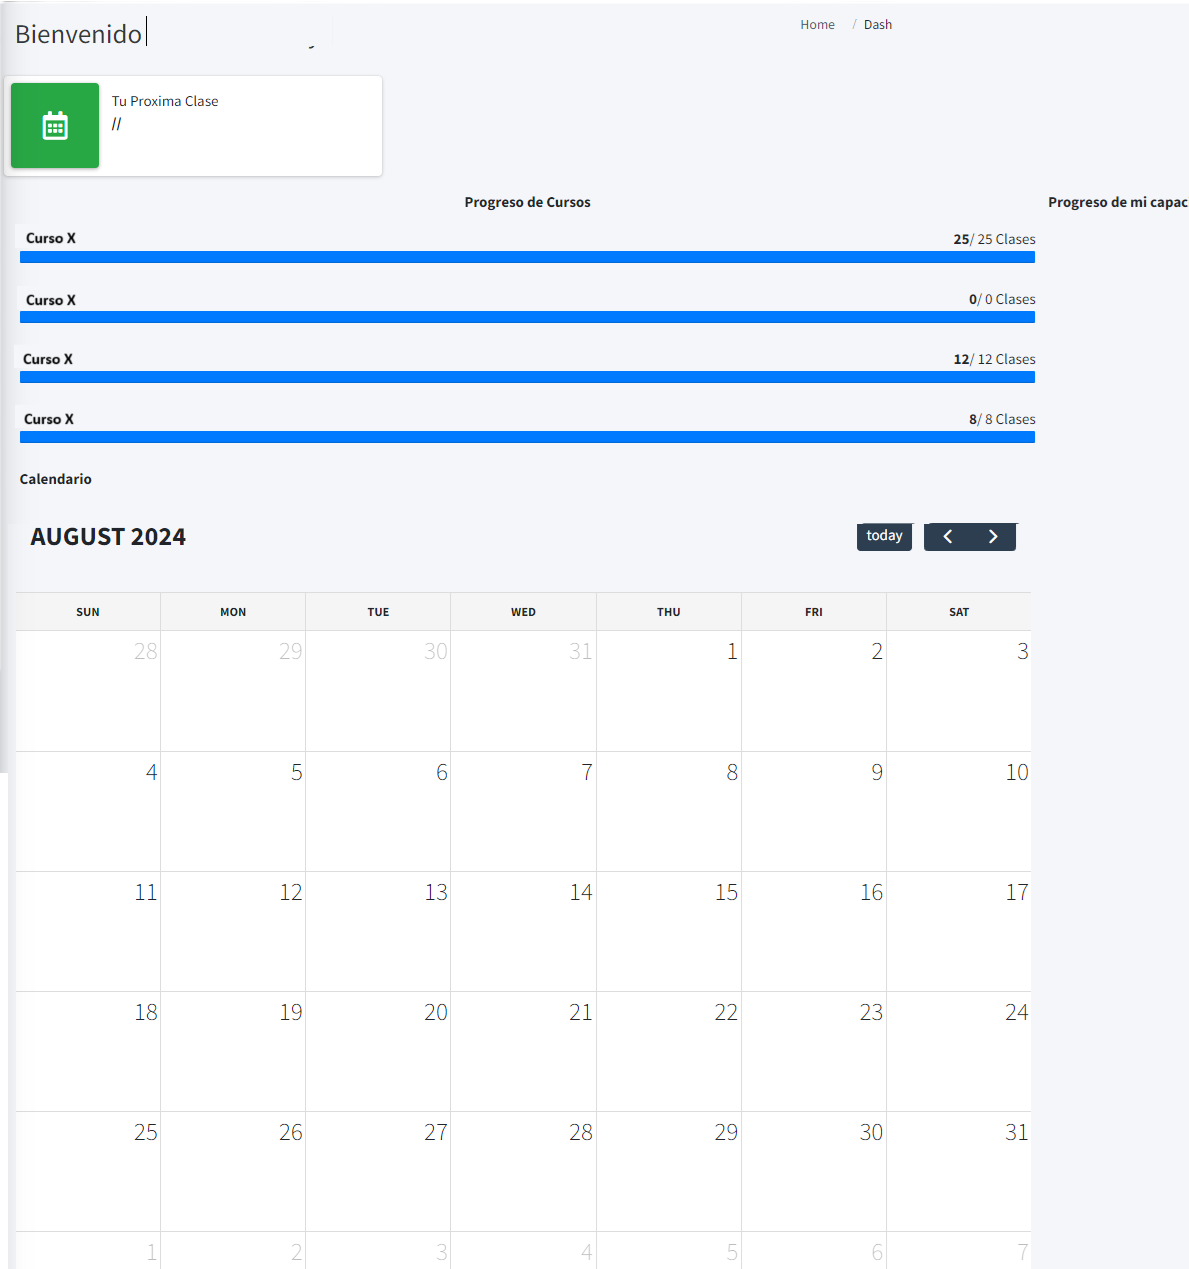 Bienvenido
Home / Dash
Tu Proxima Clase
//
Progreso de Cursos
Progreso de mi capac
Curso X 25/ 25 Clases
Curso X 0/ 0 Clases
Curso X 12/ 12 Clases
Curso X 8/ 8 Clases
Calendario
AUGUST 2024
today
SUN MON TUE WED THU FRI SAT
28 29 30 31 1 2 3
4 5 6 7 8 9 10
11 12 13 14 15 16 17
18 19 20 21 22 23 24
25 26 27 28 29 30 31
1 2 3 4 5 6 7